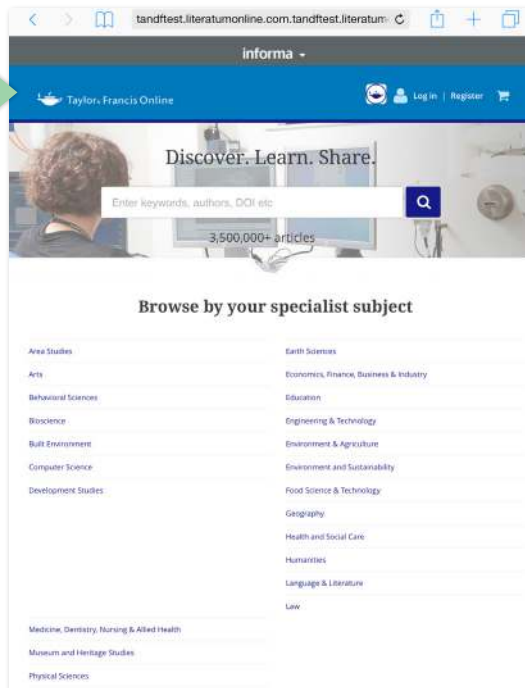 tandftest.literatumonline.com.tandftest.literatum
informa
Taylor & Francis Online
Log in | Register
Discover. Learn. Share.
Enter keywords, authors, DOI etc
3,500,000+ articles
Browse by your specialist subject
Area Studies
Arts
Behavioral Sciences
Bioscience
Built Environment
Computer Science
Development Studies
Earth Sciences
Economics, Finance, Business & Industry
Education
Engineering & Technology
Environment & Agriculture
Environment and Sustainability
Food Science & Technology
Geography
Health and Social Care
Humanities
Language & Literature
Law
Medicine, Dentistry, Nursing & Allied Health
Museum and Heritage Studies
Physical Sciences